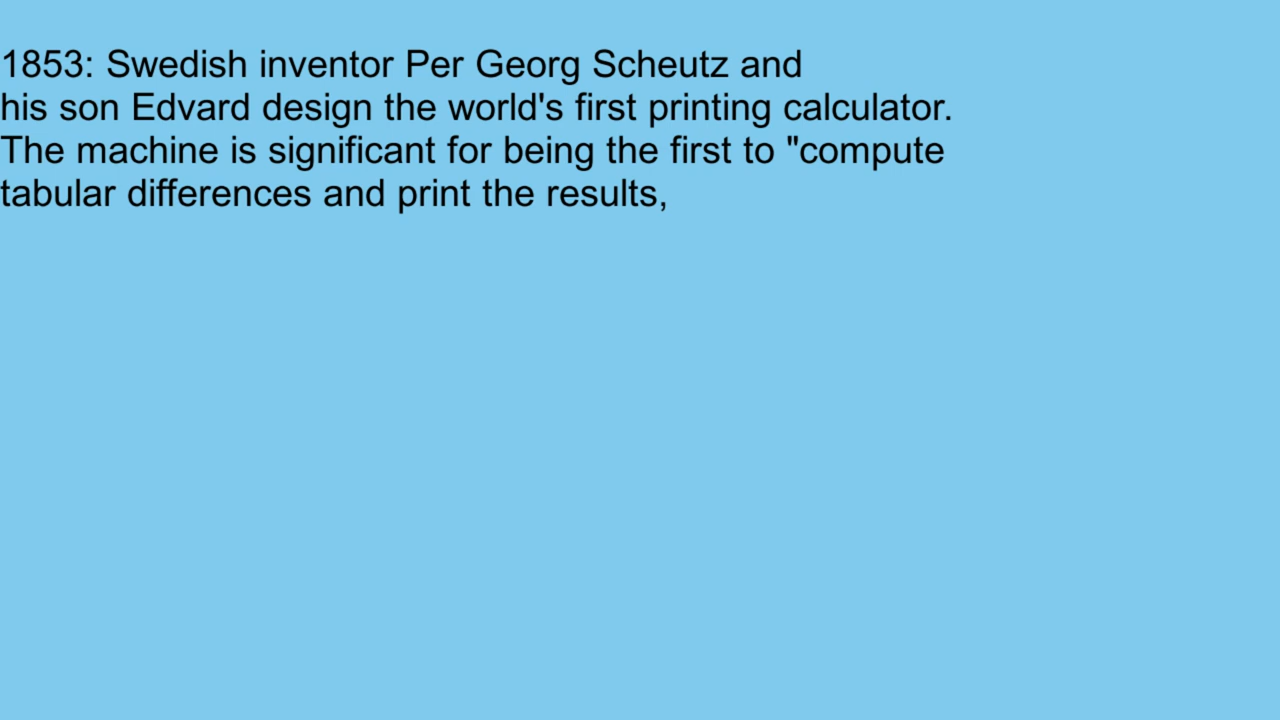 1853: Swedish inventor Per Georg Scheutz and
his son Edvard design the world's first printing calculator.
The machine is significant for being the first to "compute
tabular differences and print the results,